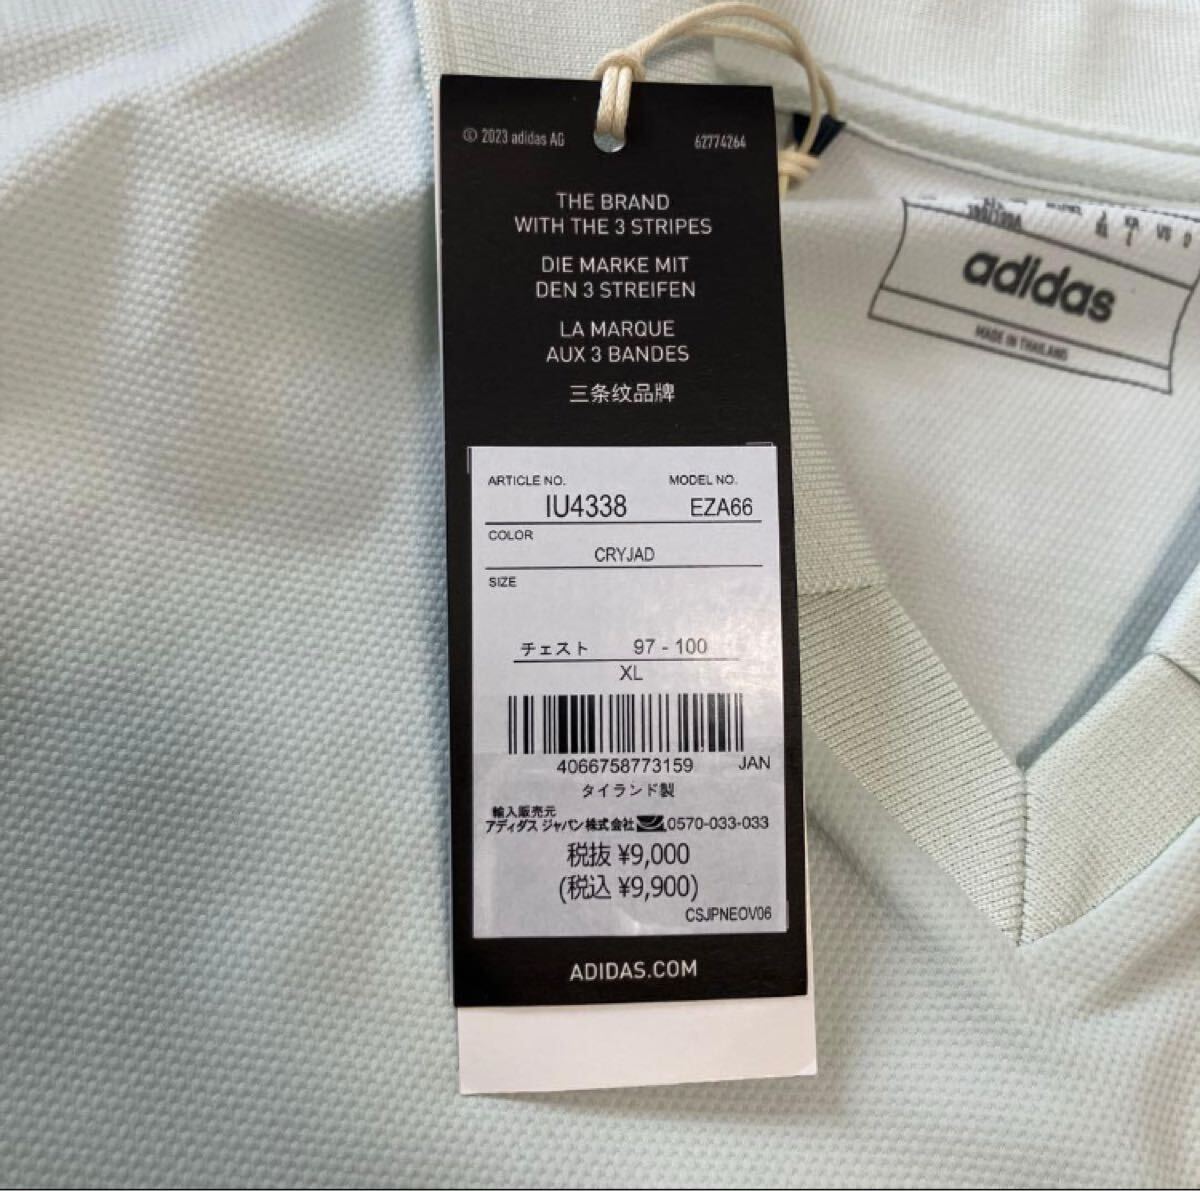 © 2023 adidas AG
62774264
THE BRAND
WITH THE 3 STRIPES
DIE MARKE MIT
DEN 3 STREIFEN
LA MARQUE
AUX 3 BANDES
三条纹品牌
ARTICLE NO.
MODEL NO.
IU4338
EZA66
COLOR
CRYJAD
SIZE
チェスト 97 - 100
XL
4066758773159
JAN
タイランド製
輸入販売元
アディダス ジャパン株式会社 0570-033-033
税抜 ¥9,000
(税込 ¥9,900)
CSJPNEOV06
ADIDAS.COM
adidas
MADE IN THAILAND